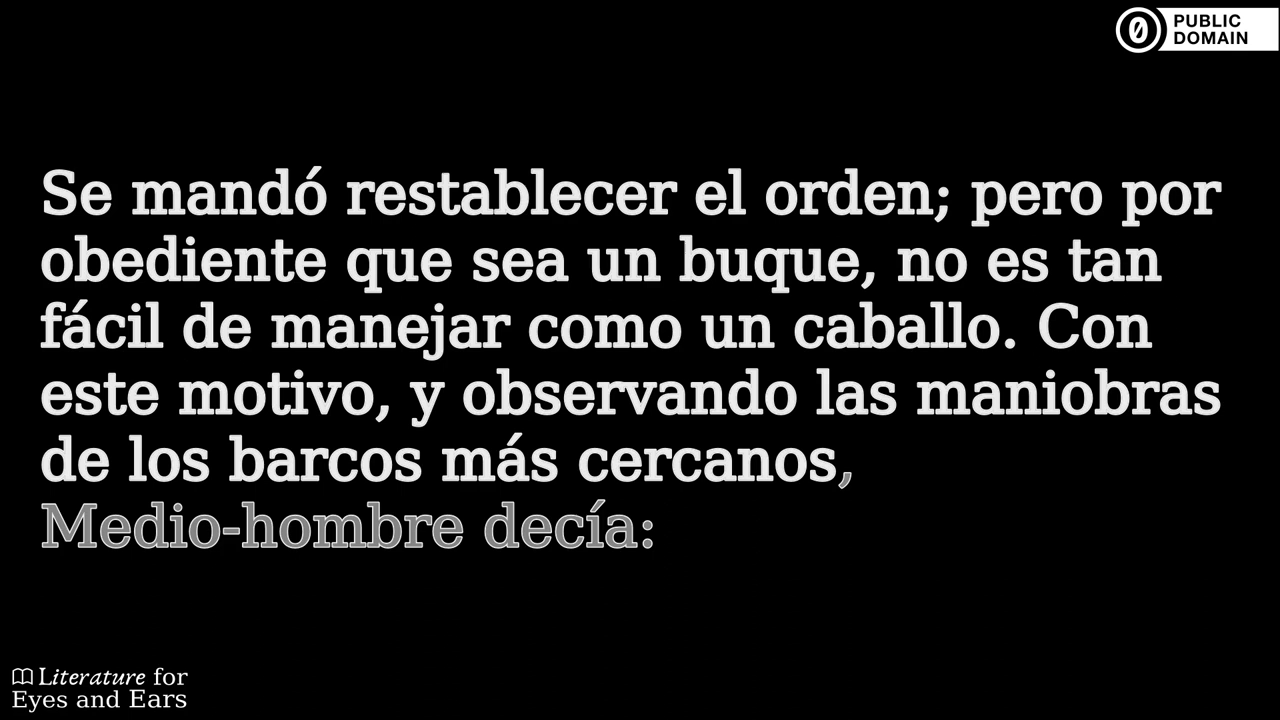 PUBLIC
DOMAIN
Se mandó restablecer el orden; pero por
obediente que sea un buque, no es tan
fácil de manejar como un caballo. Con
este motivo, y observando las maniobras
de los barcos más cercanos,
Medio-hombre decía:
Literature for
Eyes and Ears